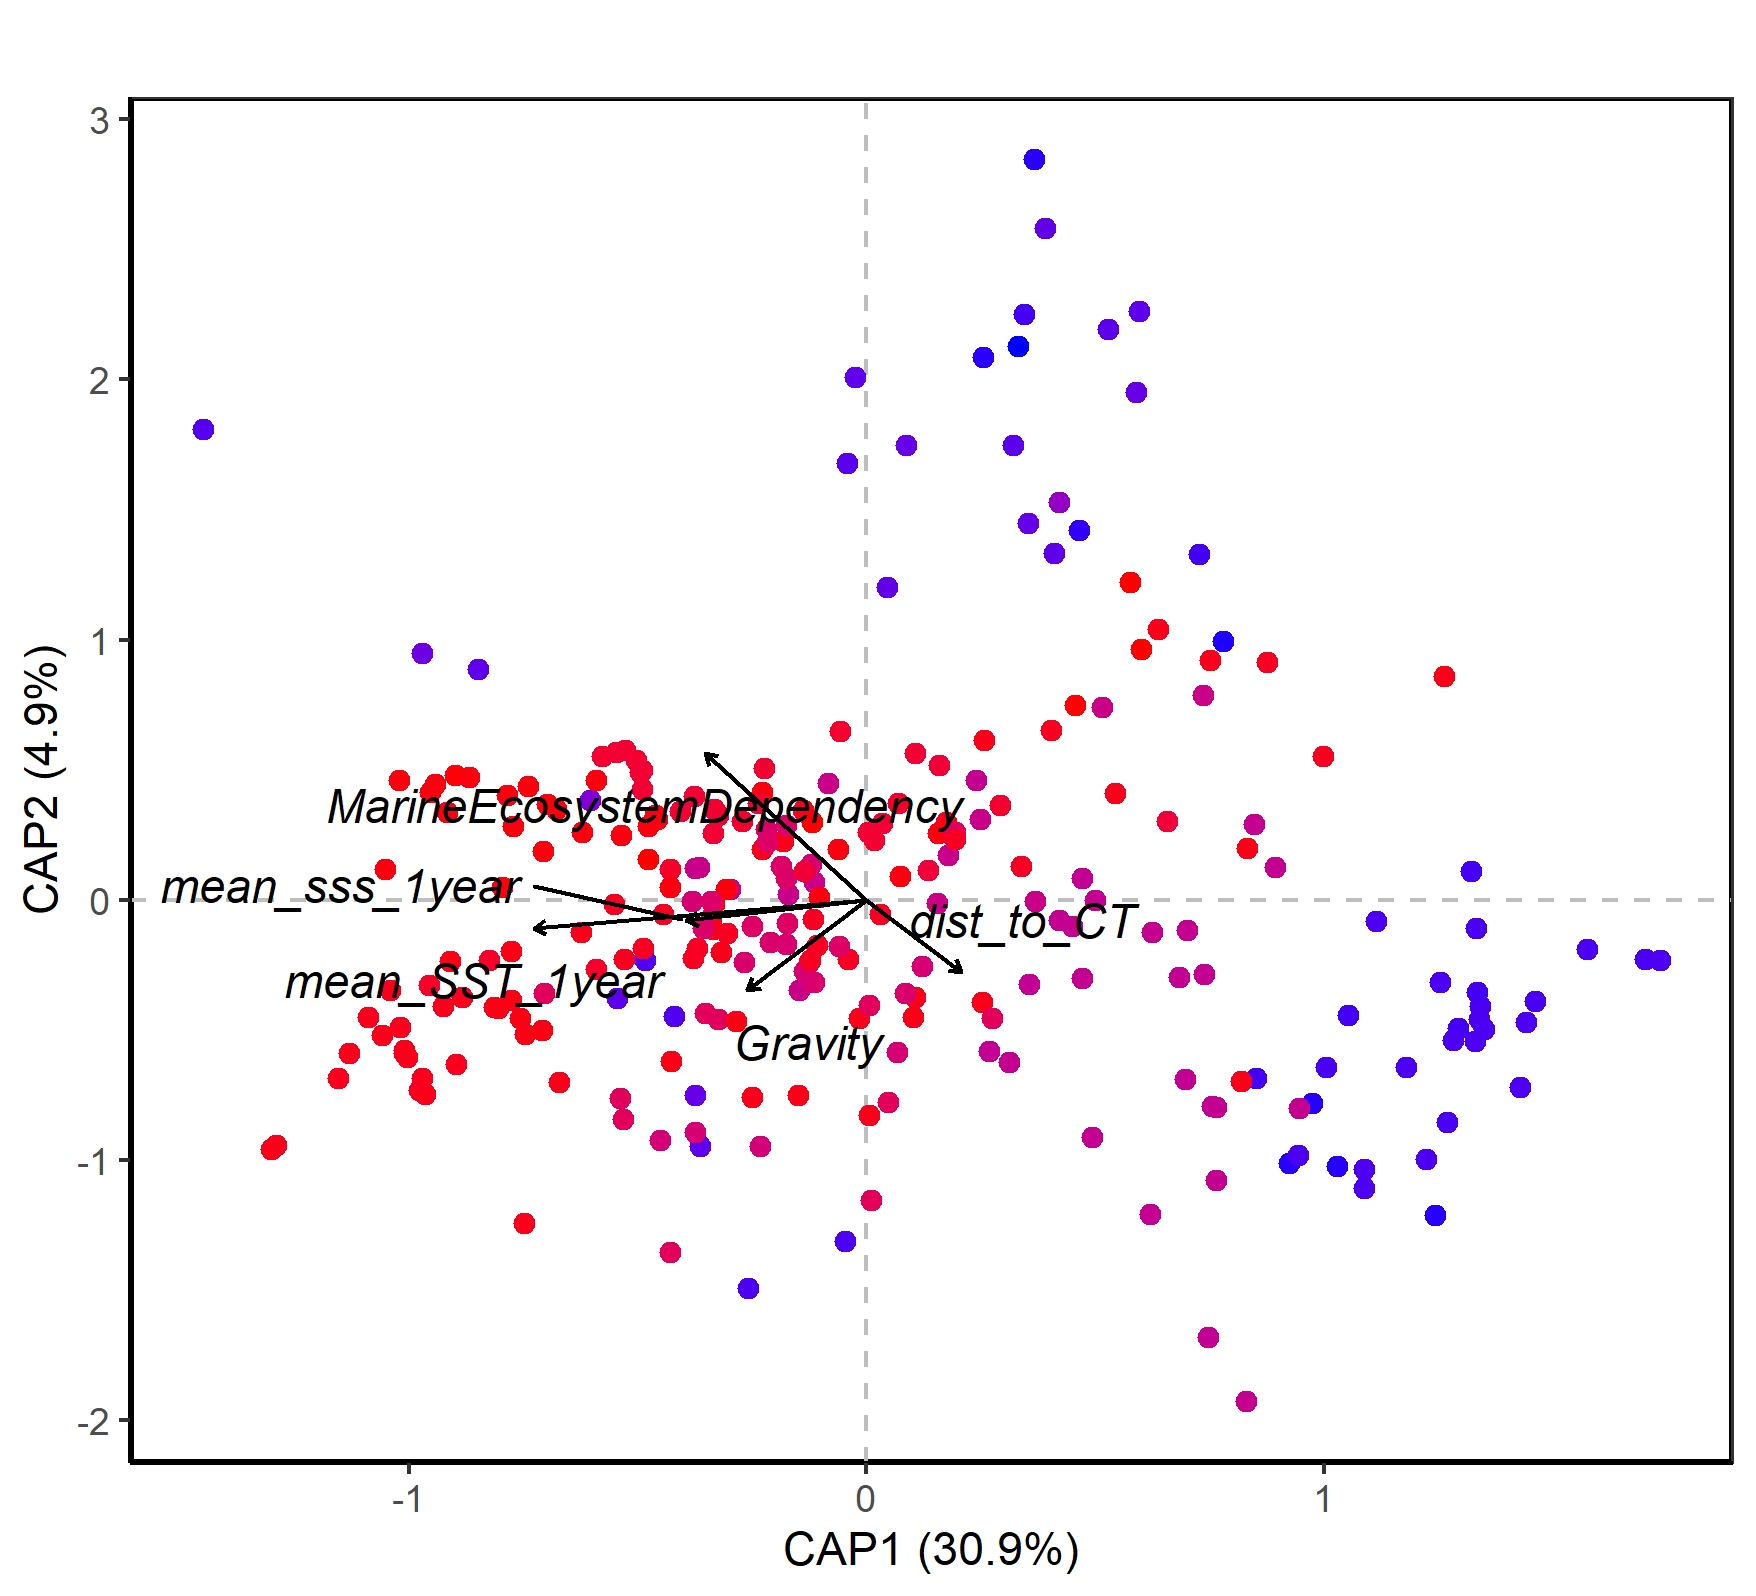 3
2
1
0
-1
-2
CAP2 (4.9%)
MarineEcosystemDependency
mean_sss_1year
dist_to_CT
mean_SST_1year
Gravity
-1
0
1
CAP1 (30.9%)